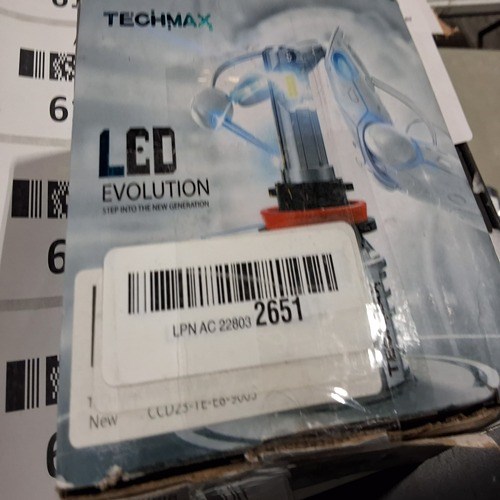 TECHMAX
LED
EVOLUTION
STEP INTO THE NEW GENERATION
LPN AC 22803 2651
New